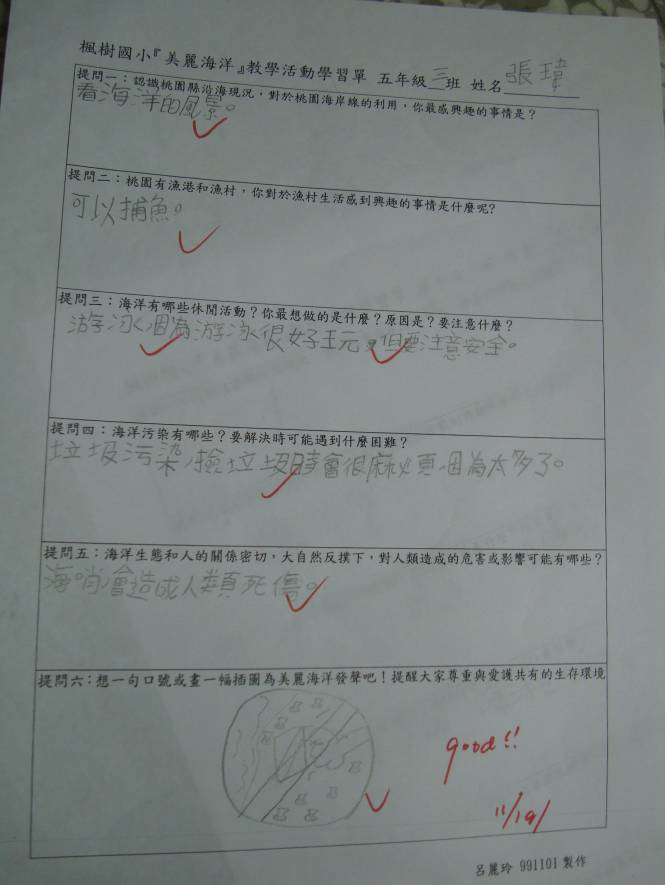 楓樹國小『美麗海洋』教學活動學習單 五年級三班 姓名張瑋
提問一：認識桃園縣沿海現況，對於桃園海岸線的利用，你最感興趣的事情是？
看海洋的風景。
提問二：桃園有漁港和漁村，你對於漁村生活感到興趣的事情是什麼呢?
可以捕魚。
提問三：海洋有哪些休閒活動？你最想做的是什麼？原因是？要注意什麼？
游泳，因為游泳很好玩，但要注意安全。
提問四：海洋污染有哪些？要解決時可能遇到什麼困難？
垃圾污染，撿垃圾時會很麻煩，因為太多了。
提問五：海洋生態和人的關係密切，大自然反撲下，對人類造成的危害或影響可能有哪些？
海哨會造成人類死傷。
提問六：想一句口號或畫一幅插圖為美麗海洋發聲吧！提醒大家尊重與愛護共有的生存環境
good!!
11/19/
呂麗玲 991101 製作